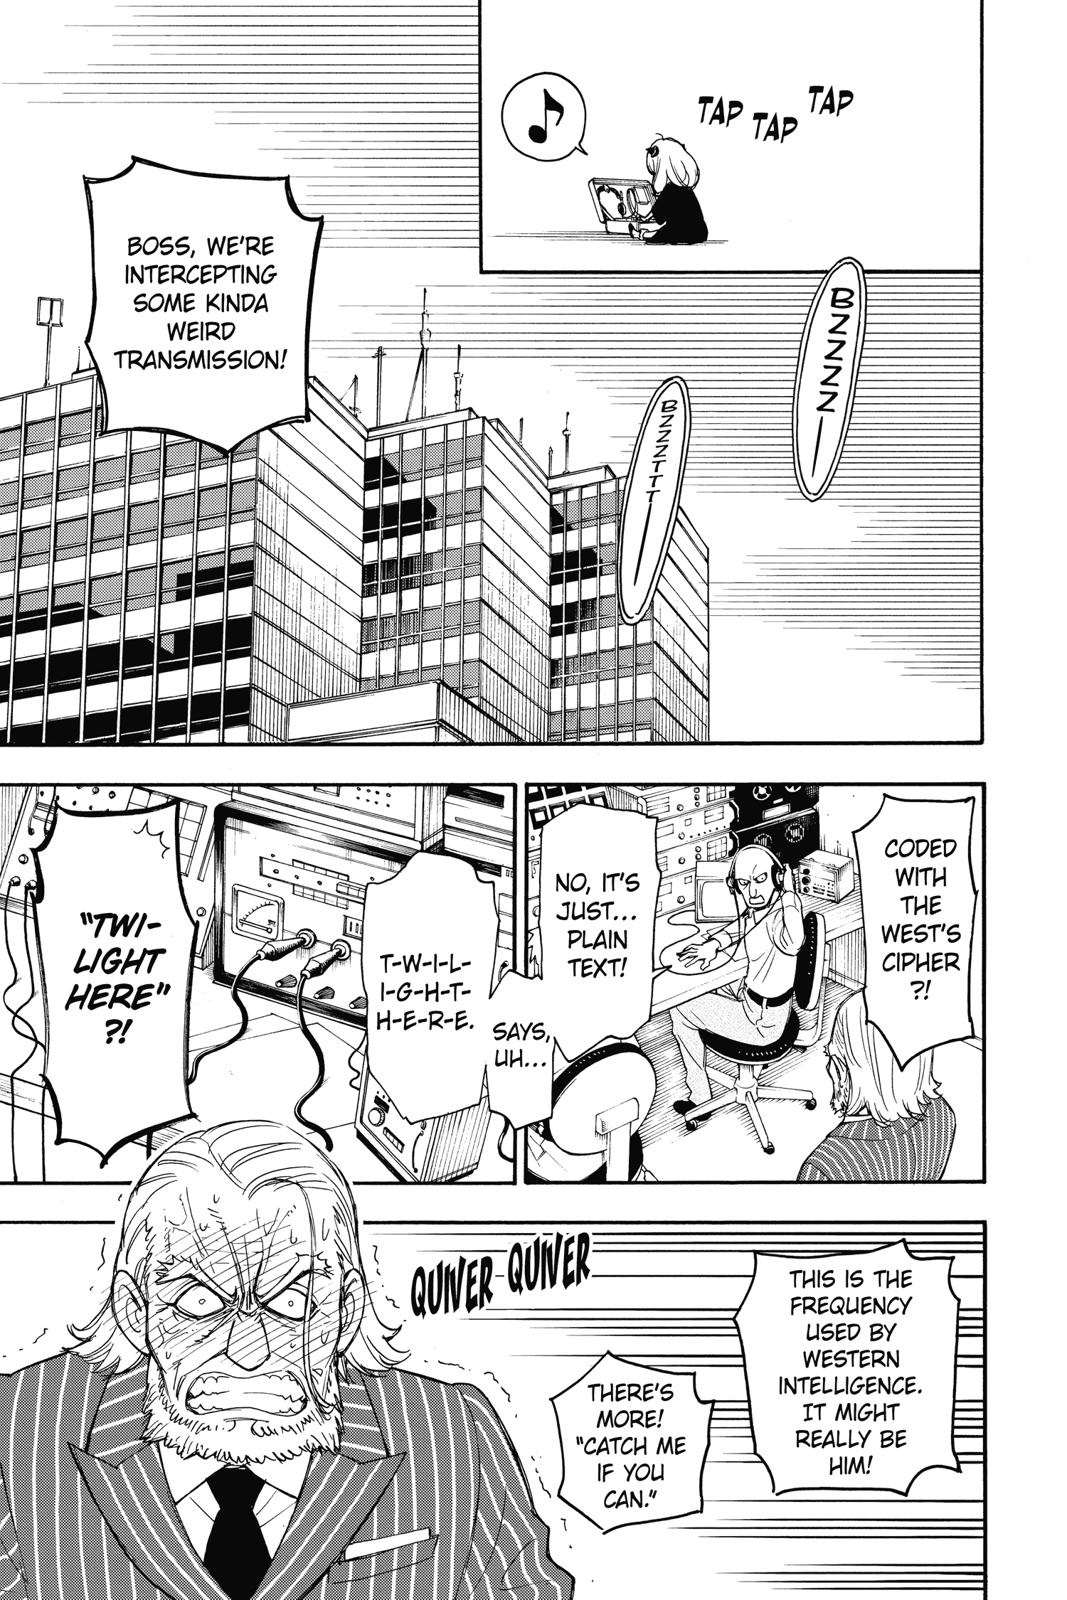 TAP
TAP
TAP
BZZZZ—
BZZZTTT—
BOSS, WE'RE
INTERCEPTING
SOME KINDA
WEIRD
TRANSMISSION!
CODED
WITH
THE
WEST'S
CIPHER
?!
NO, IT'S
JUST...
PLAIN
TEXT!
SAYS,
UH...
T-W-I-L-
I-G-H-T-
H-E-R-E.
"TWI-
LIGHT
HERE"
?!
THIS IS THE
FREQUENCY
USED BY
WESTERN
INTELLIGENCE.
IT MIGHT
REALLY BE
HIM!
THERE'S
MORE!
"CATCH ME
IF YOU
CAN."
QUIVER QUIVER